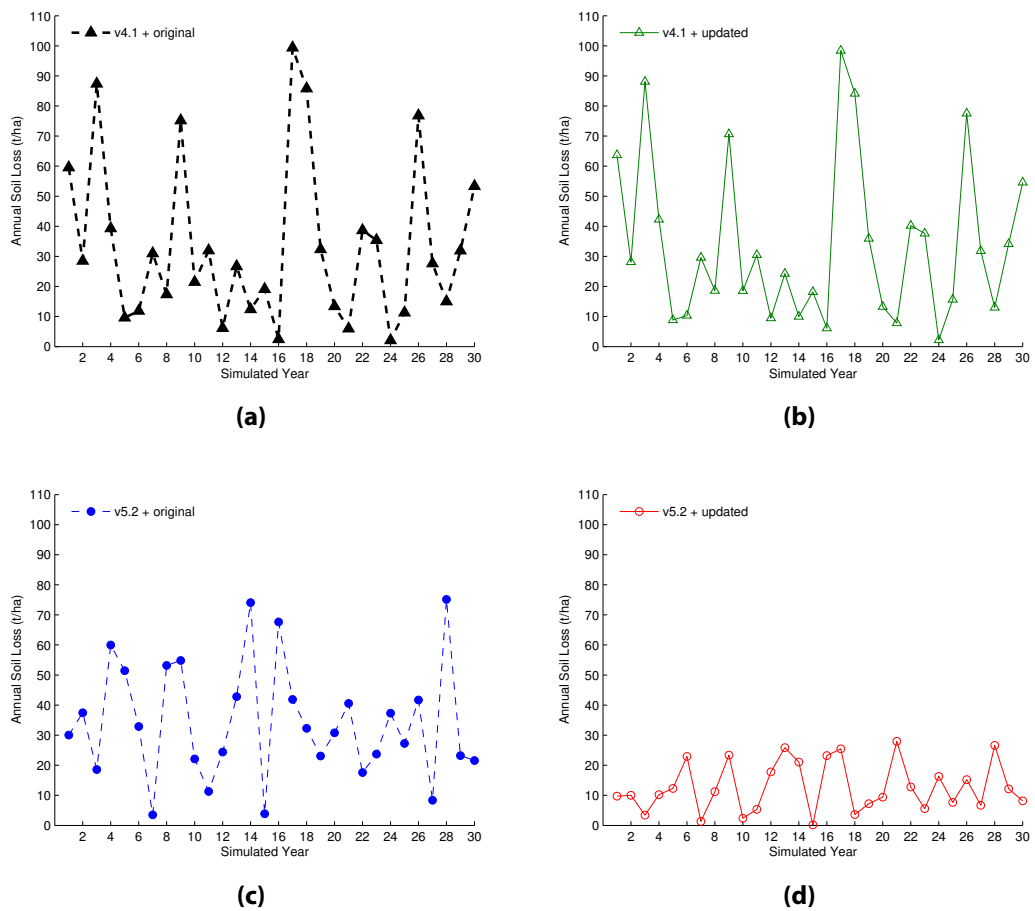 v4.1 + original
110
100
90
80
70
60
50
40
30
20
10
0
Annual Soil Loss (t/ha)
2 4 6 8 10 12 14 16 18 20 22 24 26 28 30
Simulated Year
(a)
v4.1 + updated
110
100
90
80
70
60
50
40
30
20
10
0
Annual Soil Loss (t/ha)
2 4 6 8 10 12 14 16 18 20 22 24 26 28 30
Simulated Year
(b)
v5.2 + original
110
100
90
80
70
60
50
40
30
20
10
0
Annual Soil Loss (t/ha)
2 4 6 8 10 12 14 16 18 20 22 24 26 28 30
Simulated Year
(c)
v5.2 + updated
110
100
90
80
70
60
50
40
30
20
10
0
Annual Soil Loss (t/ha)
2 4 6 8 10 12 14 16 18 20 22 24 26 28 30
Simulated Year
(d)